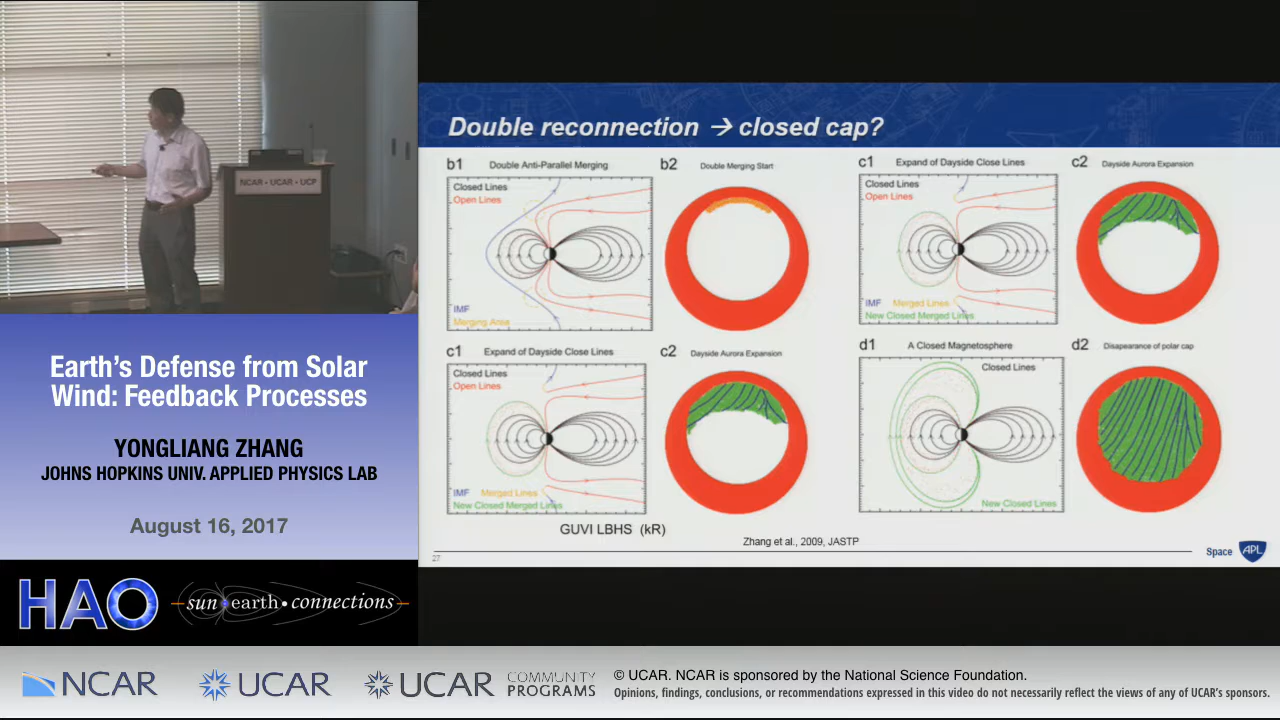 NCAR • UCAR • UCP
Earth's Defense from Solar
Wind: Feedback Processes
YONGLIANG ZHANG
JOHNS HOPKINS UNIV. APPLIED PHYSICS LAB
August 16, 2017
HAO
sun • earth • connections
Double reconnection → closed cap?
b1 Double Anti-Parallel Merging
Closed Lines
Open Lines
IMF
Merging Area
b2 Double Merging Start
c1 Expand of Dayside Close Lines
Closed Lines
Open Lines
IMF Merged Lines
New Closed Merged Lines
c2 Dayside Aurora Expansion
c1 Expand of Dayside Close Lines
Closed Lines
Open Lines
IMF Merged Lines
New Closed Merged Lines
c2 Dayside Aurora Expansion
d1 A Closed Magnetosphere
Closed Lines
New Closed Lines
d2 Disapearance of polar cap
GUVI LBHS (kR)
Zhang et al., 2009, JASTP
27
Space APL
NCAR
UCAR
UCAR COMMUNITY
PROGRAMS
© UCAR. NCAR is sponsored by the National Science Foundation.
Opinions, findings, conclusions, or recommendations expressed in this video do not necessarily reflect the views of any of UCAR's sponsors.